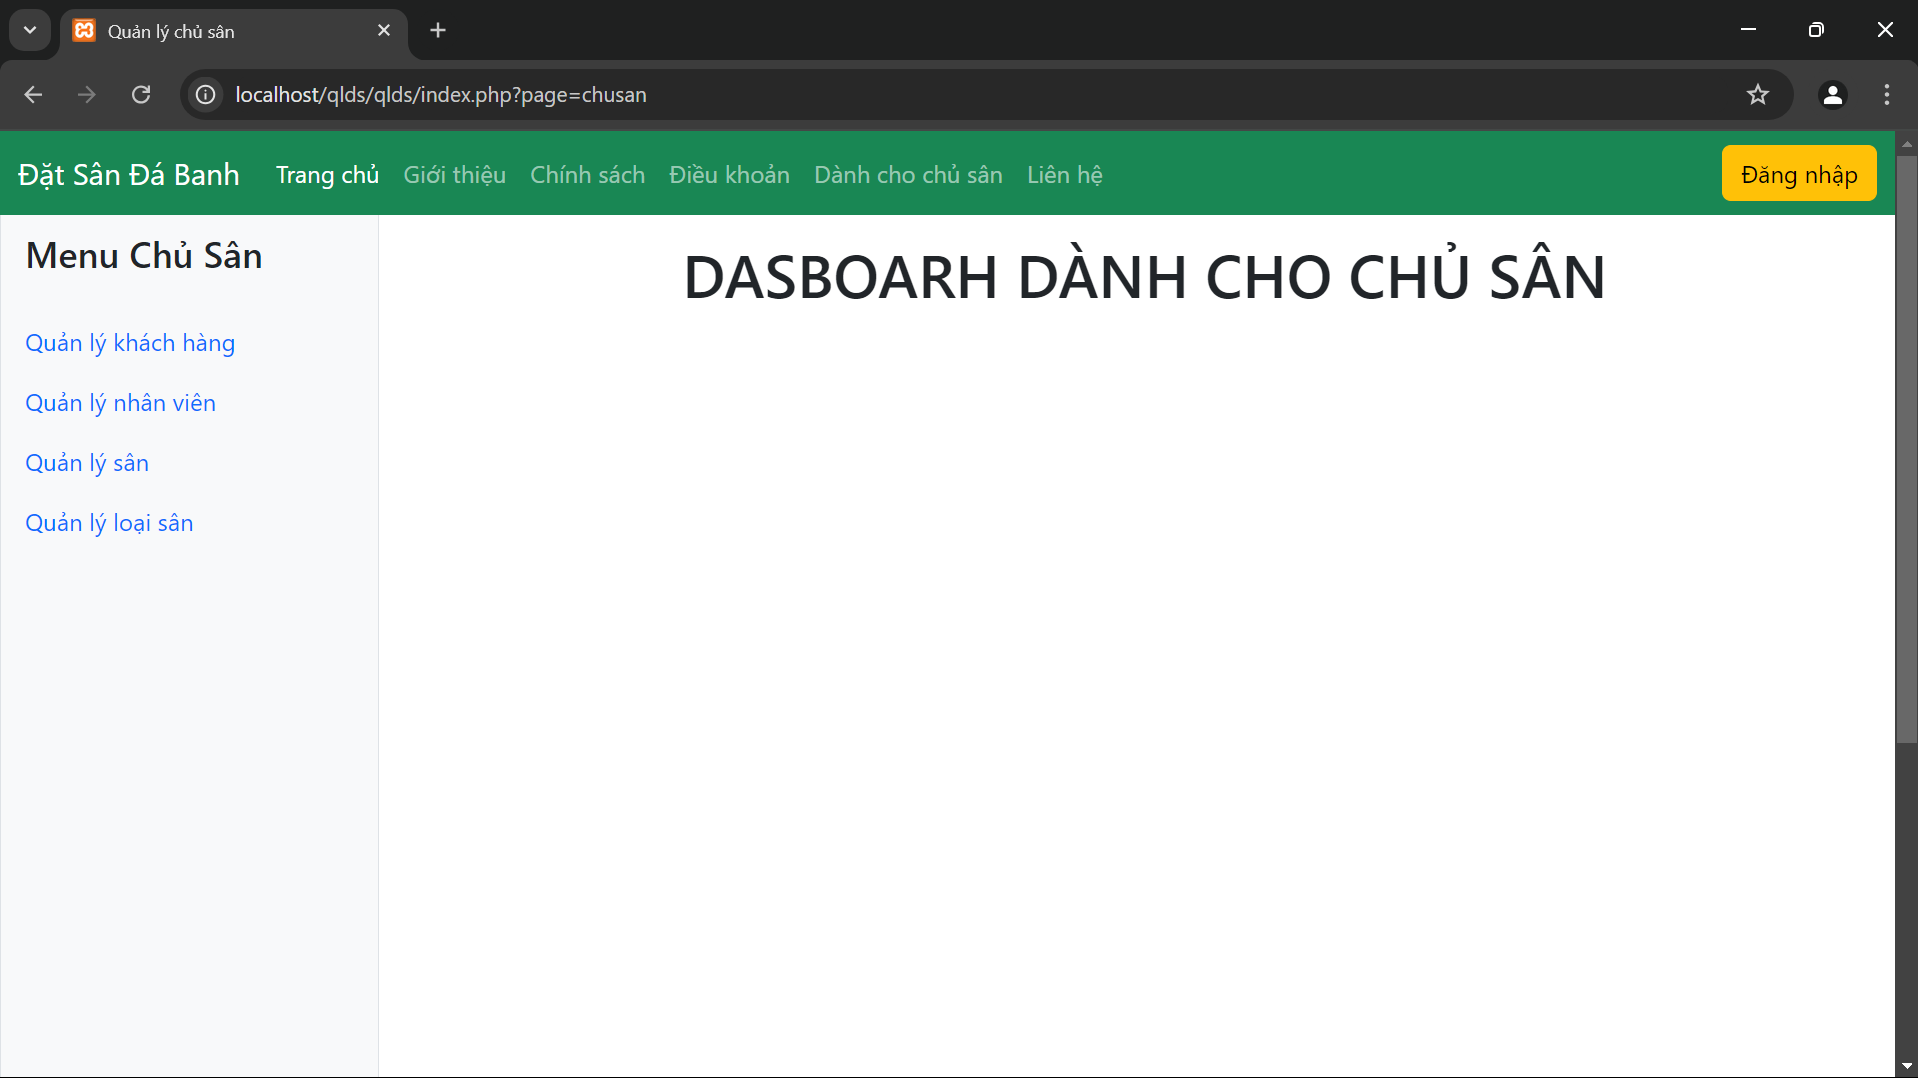 Quản lý chủ sân
localhost/qlds/qlds/index.php?page=chusan
Đặt Sân Đá Banh Trang chủ Giới thiệu Chính sách Điều khoản Dành cho chủ sân Liên hệ Đăng nhập
Menu Chủ Sân
DASBOARH DÀNH CHO CHỦ SÂN
Quản lý khách hàng
Quản lý nhân viên
Quản lý sân
Quản lý loại sân